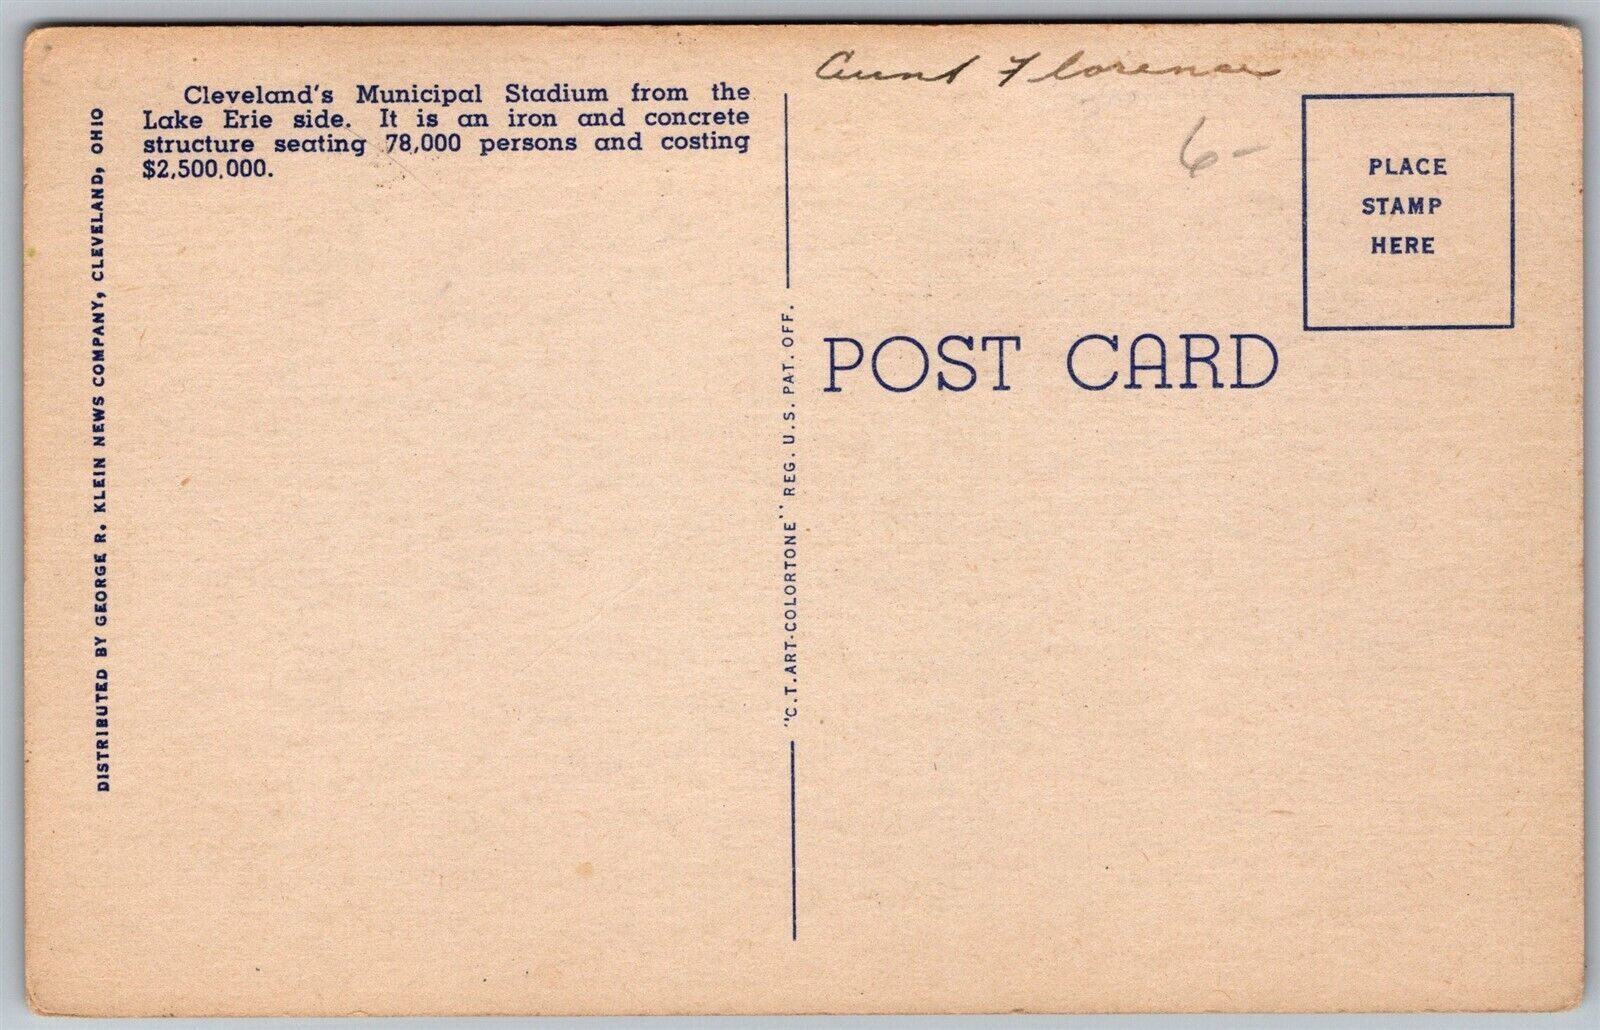 Cleveland's Municipal Stadium from the
Lake Erie side. It is an iron and concrete
structure seating 78,000 persons and costing
$2,500,000.
DISTRIBUTED BY GEORGE R. KLEIN NEWS COMPANY, CLEVELAND, OHIO
"C.T. ART-COLORTONE" REG. U.S. PAT. OFF.
Aunt Florence
6-
PLACE
STAMP
HERE
POST CARD